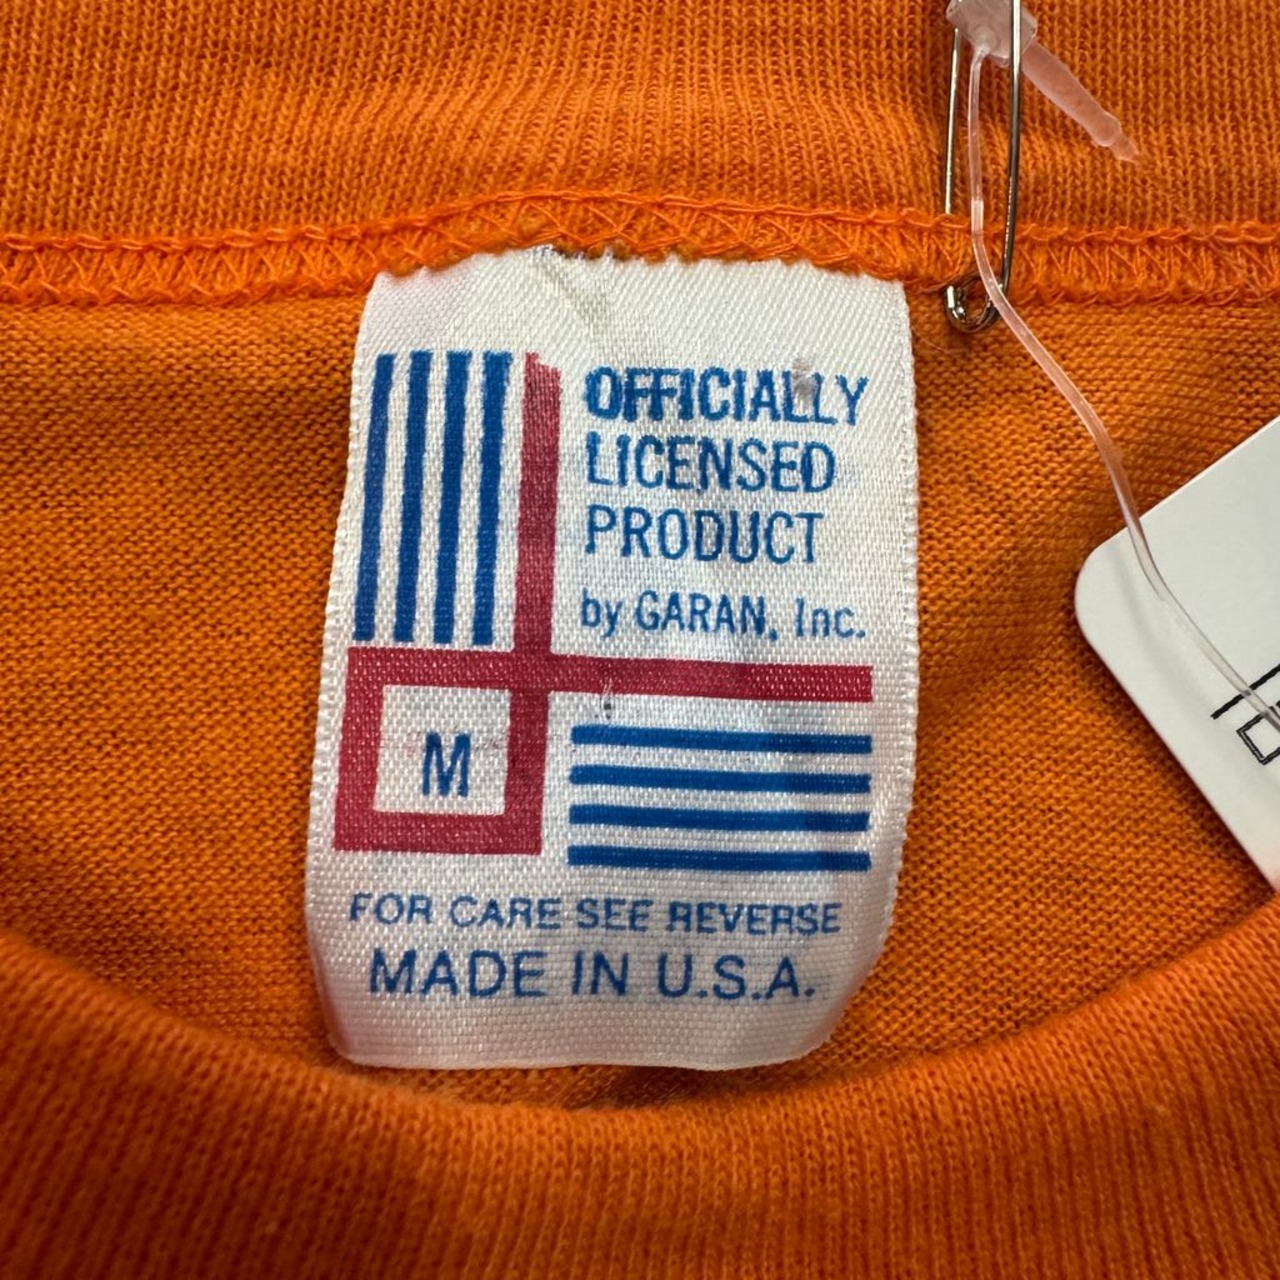 OFFICIALLY
LICENSED
PRODUCT
by GARAN, Inc.
M
FOR CARE SEE REVERSE
MADE IN U.S.A.